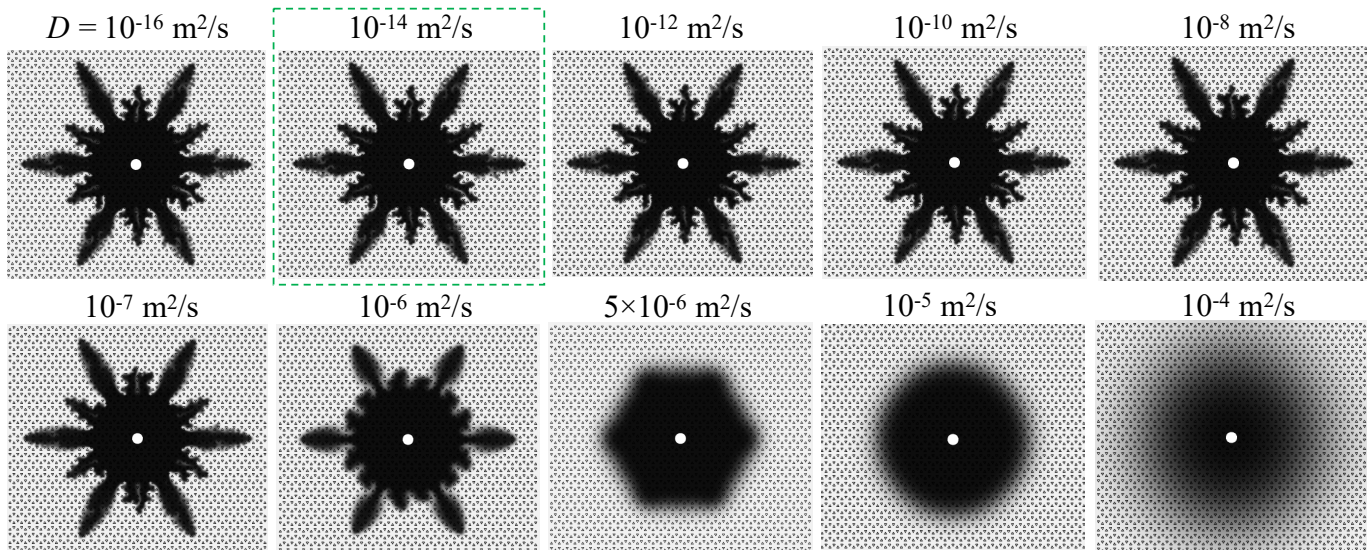 D = 10⁻¹⁶ m²/s 10⁻¹⁴ m²/s 10⁻¹² m²/s 10⁻¹⁰ m²/s 10⁻⁸ m²/s
10⁻⁷ m²/s 10⁻⁶ m²/s 5×10⁻⁶ m²/s 10⁻⁵ m²/s 10⁻⁴ m²/s